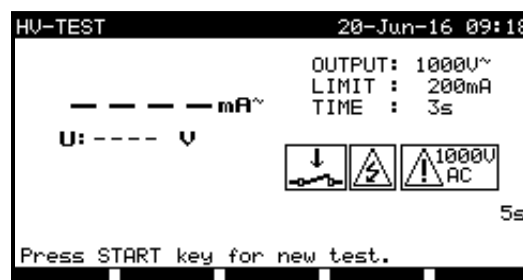 HV-TEST 20-Jun-16 09:18
OUTPUT: 1000V~
LIMIT : 200mA
TIME : 3s
– – – – mA~
U: ---- V
1000V
AC
5s
Press START key for new test.